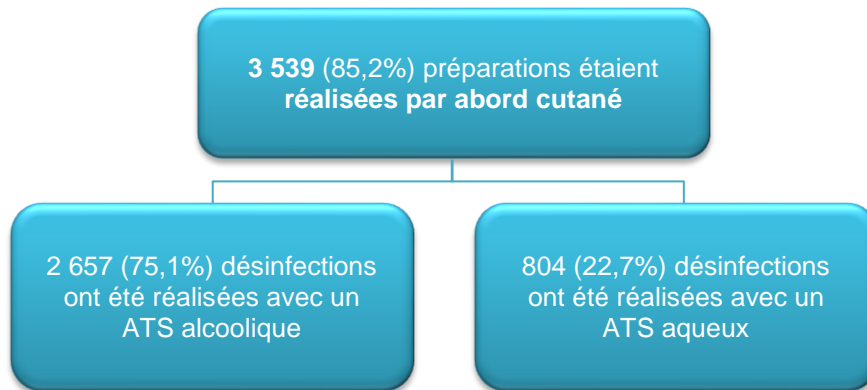 3 539 (85,2%) préparations étaient
réalisées par abord cutané
2 657 (75,1%) désinfections
ont été réalisées avec un
ATS alcoolique
804 (22,7%) désinfections
ont été réalisées avec un
ATS aqueux